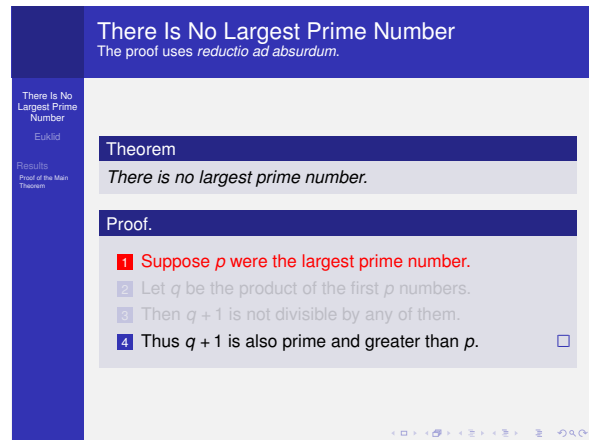 There Is No Largest Prime Number
The proof uses reductio ad absurdum.
There Is No
Largest Prime
Number
Euklid
Results
Proof of the Main
Theorem
Theorem
There is no largest prime number.
Proof.
1 Suppose p were the largest prime number.
2 Let q be the product of the first p numbers.
3 Then q + 1 is not divisible by any of them.
4 Thus q + 1 is also prime and greater than p. □